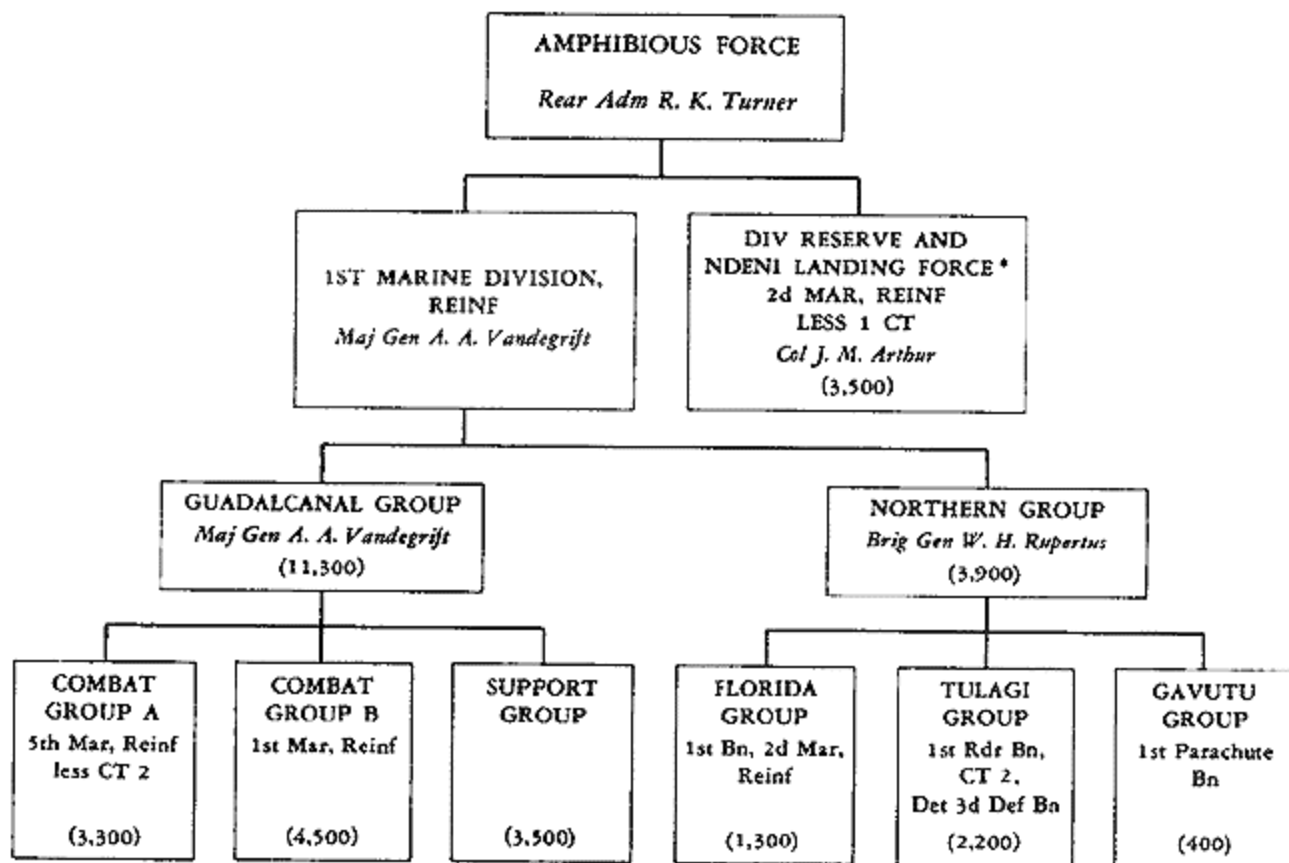 AMPHIBIOUS FORCE
Rear Adm R. K. Turner
1ST MARINE DIVISION,
REINF
Maj Gen A. A. Vandegrift
DIV RESERVE AND
NDENI LANDING FORCE*
2d MAR, REINF
LESS 1 CT
Col J. M. Arthur
(3,500)
GUADALCANAL GROUP
Maj Gen A. A. Vandegrift
(11,300)
NORTHERN GROUP
Brig Gen W. H. Rupertus
(3,900)
COMBAT
GROUP A
5th Mar, Reinf
less CT 2
(3,300)
COMBAT
GROUP B
1st Mar, Reinf
(4,500)
SUPPORT
GROUP
(3,500)
FLORIDA
GROUP
1st Bn, 2d Mar,
Reinf
(1,300)
TULAGI
GROUP
1st Rdr Bn,
CT 2,
Det 3d Def Bn
(2,200)
GAVUTU
GROUP
1st Parachute
Bn
(400)